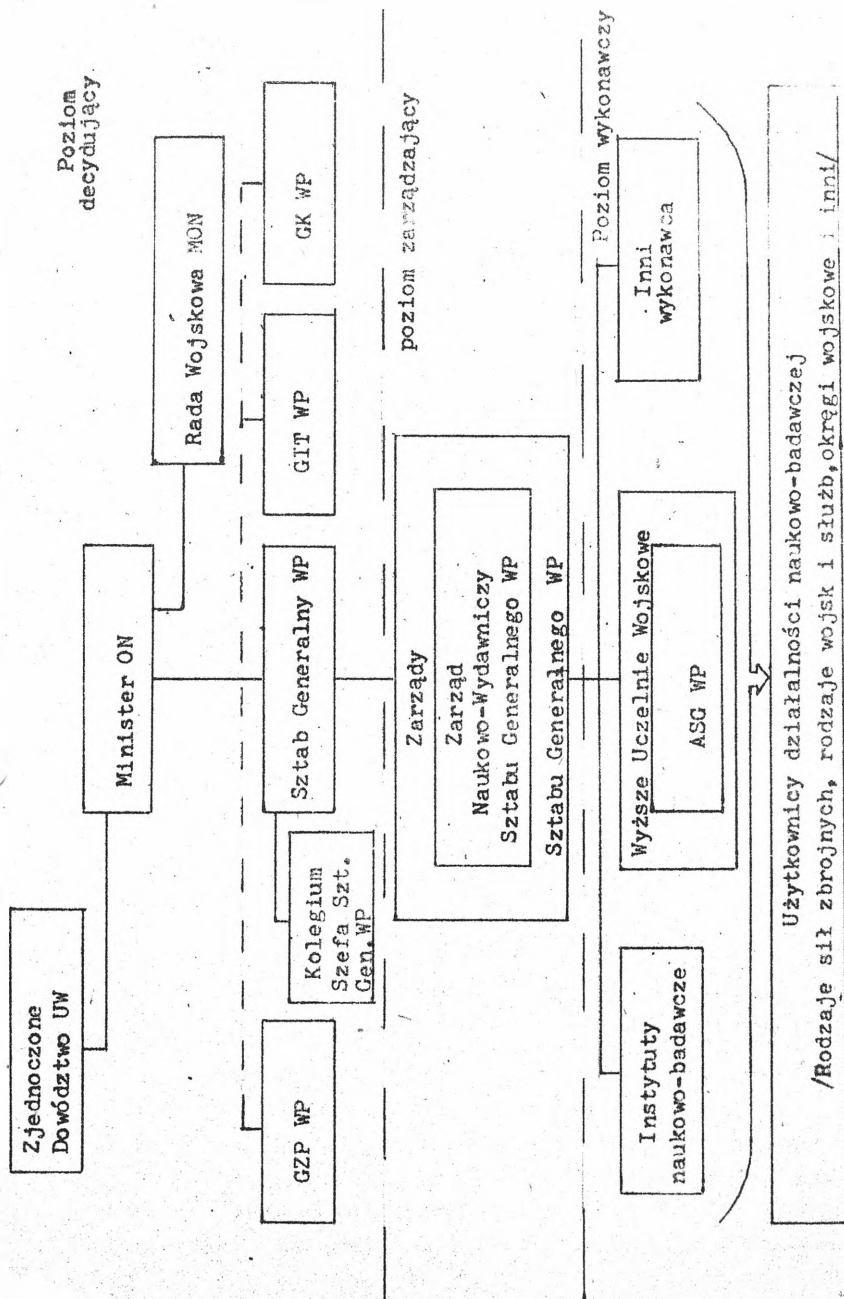 Poziom
decydujący
Zjednoczone
Dowództwo UW
Minister ON
Rada Wojskowa MON
GZP WP
Kolegium
Szefa Szt.
Gen. WP
Sztab Generalny WP
GIT WP
GK WP
poziom zarządzający
Zarządy
Zarząd
Naukowo-Wydawniczy
Sztabu Generalnego WP
Sztabu Generalnego WP
Poziom wykonawczy
Instytuty
naukowo-badawcze
Wyższe Uczelnie Wojskowe
ASG WP
Inni
wykonawca
Użytkownicy działalności naukowo-badawczej
/Rodzaje sił zbrojnych, rodzaje wojsk i służb, okręgi wojskowe i inni/